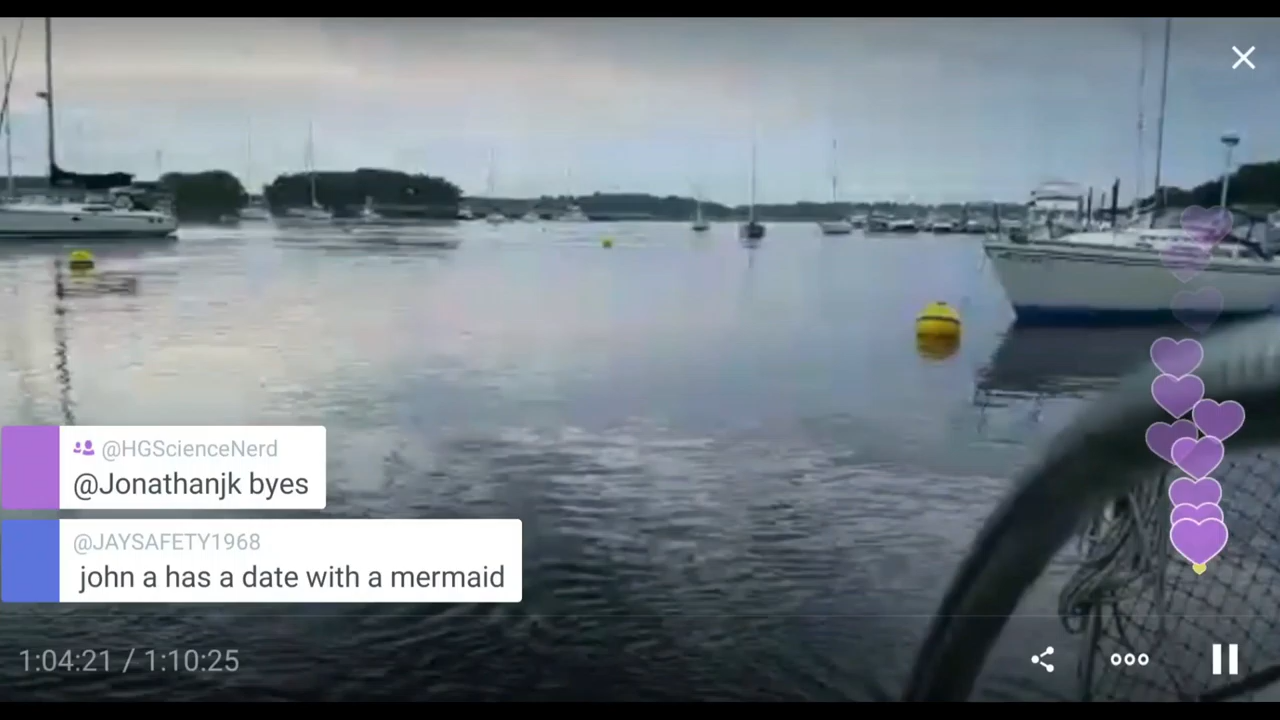 @HGScienceNerd
@Jonathanjk byes
@JAYSAFETY1968
john a has a date with a mermaid
1:04:21 / 1:10:25